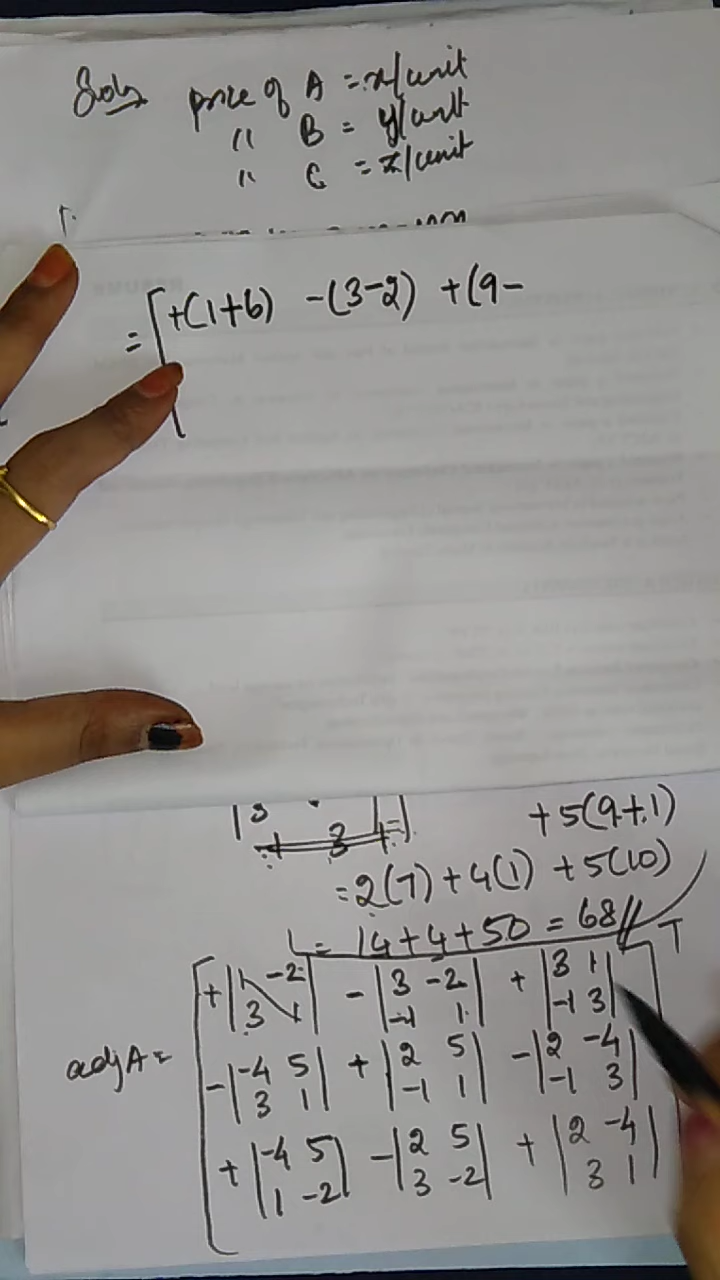 Soln price of A = x/unit
" B = y/unit
" C = z/unit
= [ +(1+6) -(3-2) +(9-
+5(9+1)
= 2(7) + 4(1) + 5(10)
= 14 + 4 + 50 = 68//
T
+|1 -2| -|3 -2| +|3 1|
|3 1| |-1 1| |-1 3|
adjA = -|-4 5| +|2 5| -|2 -4|
|3 1| |-1 1| |-1 3|
+|-4 5| -|2 5| +|2 -4|
|1 -2| |3 -2| |3 1|